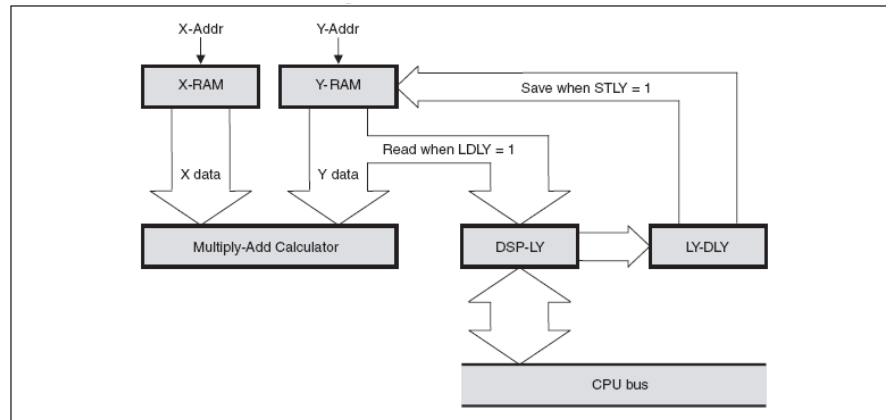 X-Addr
Y-Addr
X-RAM
Y-RAM
Save when STLY = 1
Read when LDLY = 1
X data
Y data
Multiply-Add Calculator
DSP-LY
LY-DLY
CPU bus